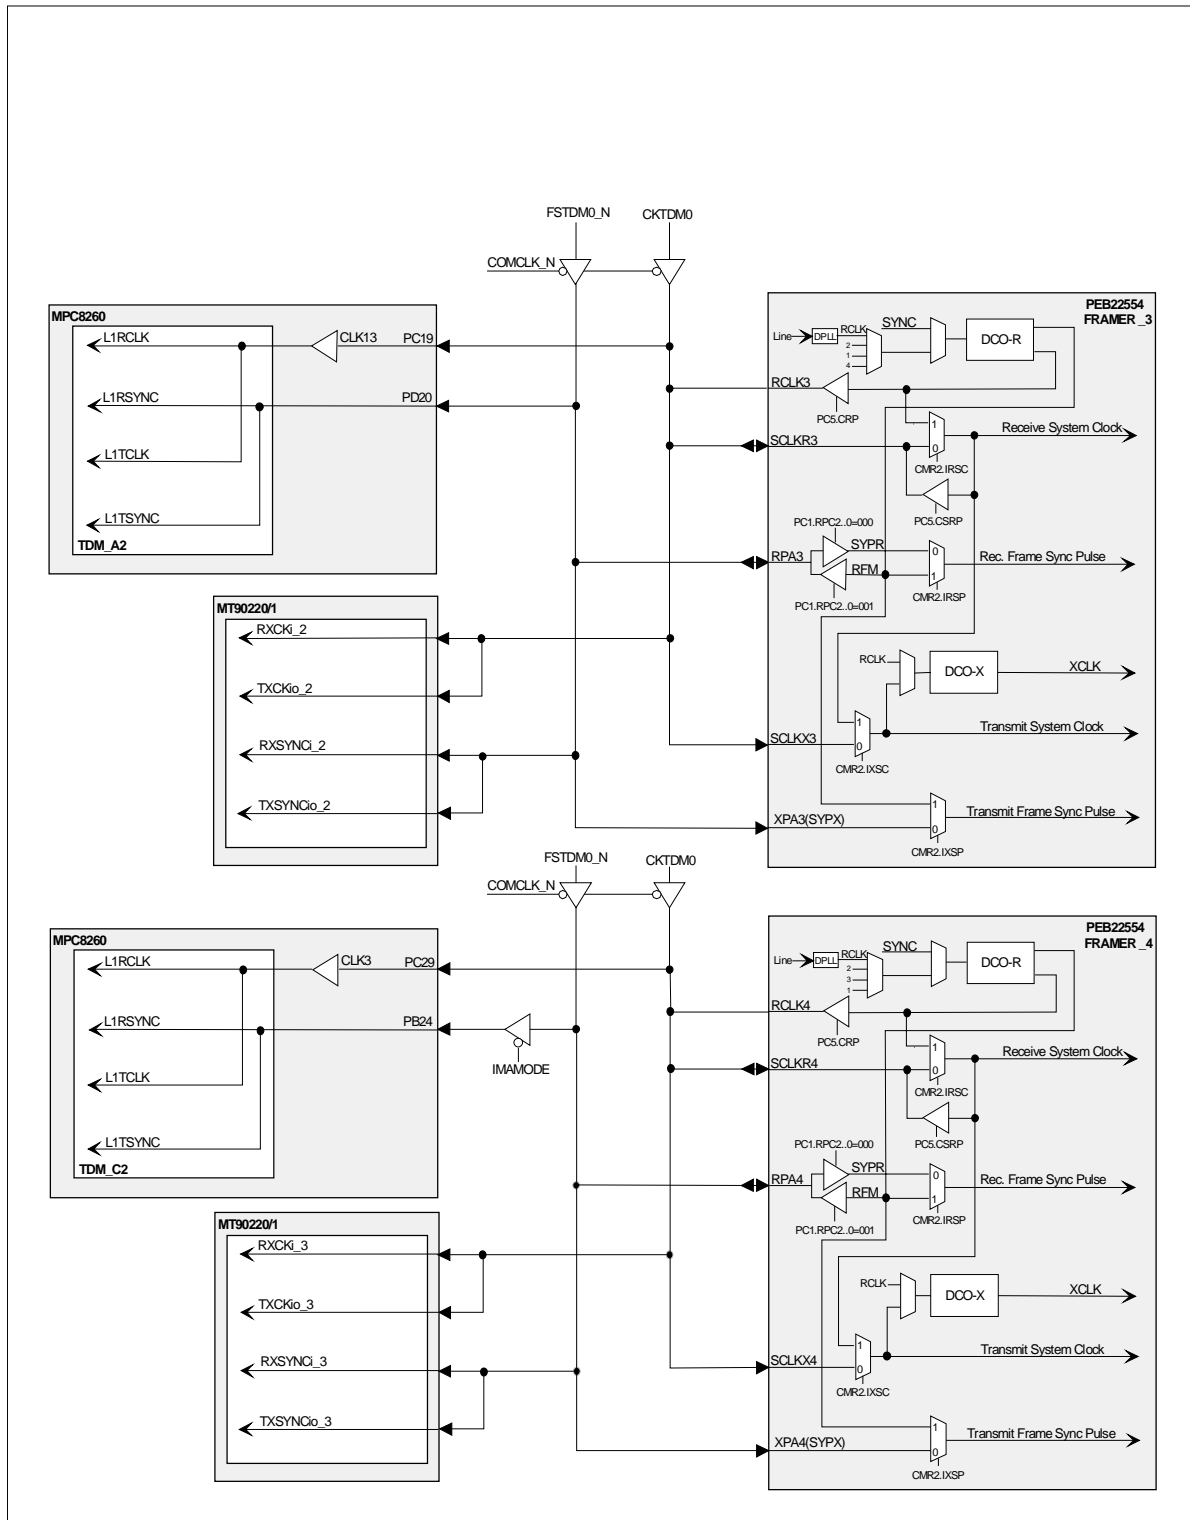 FSTDM0_N CKTDM0
COMCLK_N
MPC8260
L1RCLK
CLK13
PC19
L1RSYNC
PD20
L1TCLK
L1TSYNC
TDM_A2
MT90220/1
RXCKi_2
TXCKio_2
RXSYNCi_2
TXSYNCio_2
PEB22554
FRAMER_3
Line
DPLL
RCLK
2
1
4
SYNC
DCO-R
RCLK3
PC5.CRP
SCLKR3
1
0
CMR2.IRSC
Receive System Clock
PC5.CSRP
PC1.RPC2..0=000
RPA3
SYPR
RFM
0
1
Rec. Frame Sync Pulse
CMR2.IRSP
PC1.RPC2..0=001
RCLK
DCO-X
XCLK
SCLKX3
1
0
Transmit System Clock
CMR2.IXSC
XPA3(SYPX)
1
0
Transmit Frame Sync Pulse
CMR2.IXSP
FSTDM0_N CKTDM0
COMCLK_N
MPC8260
L1RCLK
CLK3
PC29
L1RSYNC
PB24
IMAMODE
L1TCLK
L1TSYNC
TDM_C2
MT90220/1
RXCKi_3
TXCKio_3
RXSYNCi_3
TXSYNCio_3
PEB22554
FRAMER_4
Line
DPLL
RCLK
2
3
1
SYNC
DCO-R
RCLK4
PC5.CRP
SCLKR4
1
0
CMR2.IRSC
Receive System Clock
PC5.CSRP
PC1.RPC2..0=000
RPA4
SYPR
RFM
0
1
Rec. Frame Sync Pulse
CMR2.IRSP
PC1.RPC2..0=001
RCLK
DCO-X
XCLK
SCLKX4
1
0
Transmit System Clock
CMR2.IXSC
XPA4(SYPX)
1
0
Transmit Frame Sync Pulse
CMR2.IXSP